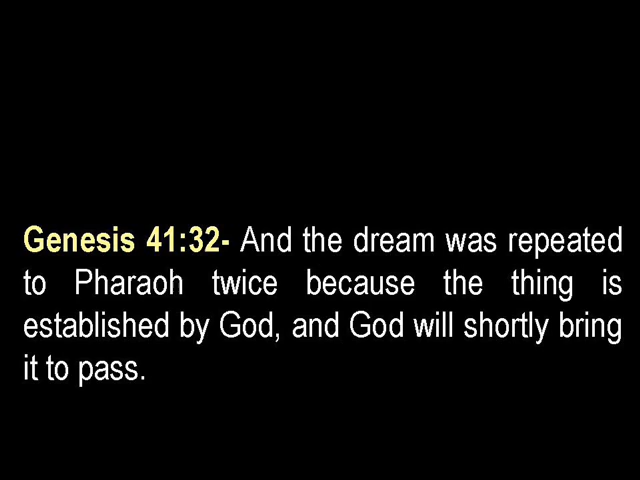 Genesis 41:32- And the dream was repeated
to Pharaoh twice because the thing is
established by God, and God will shortly bring
it to pass.